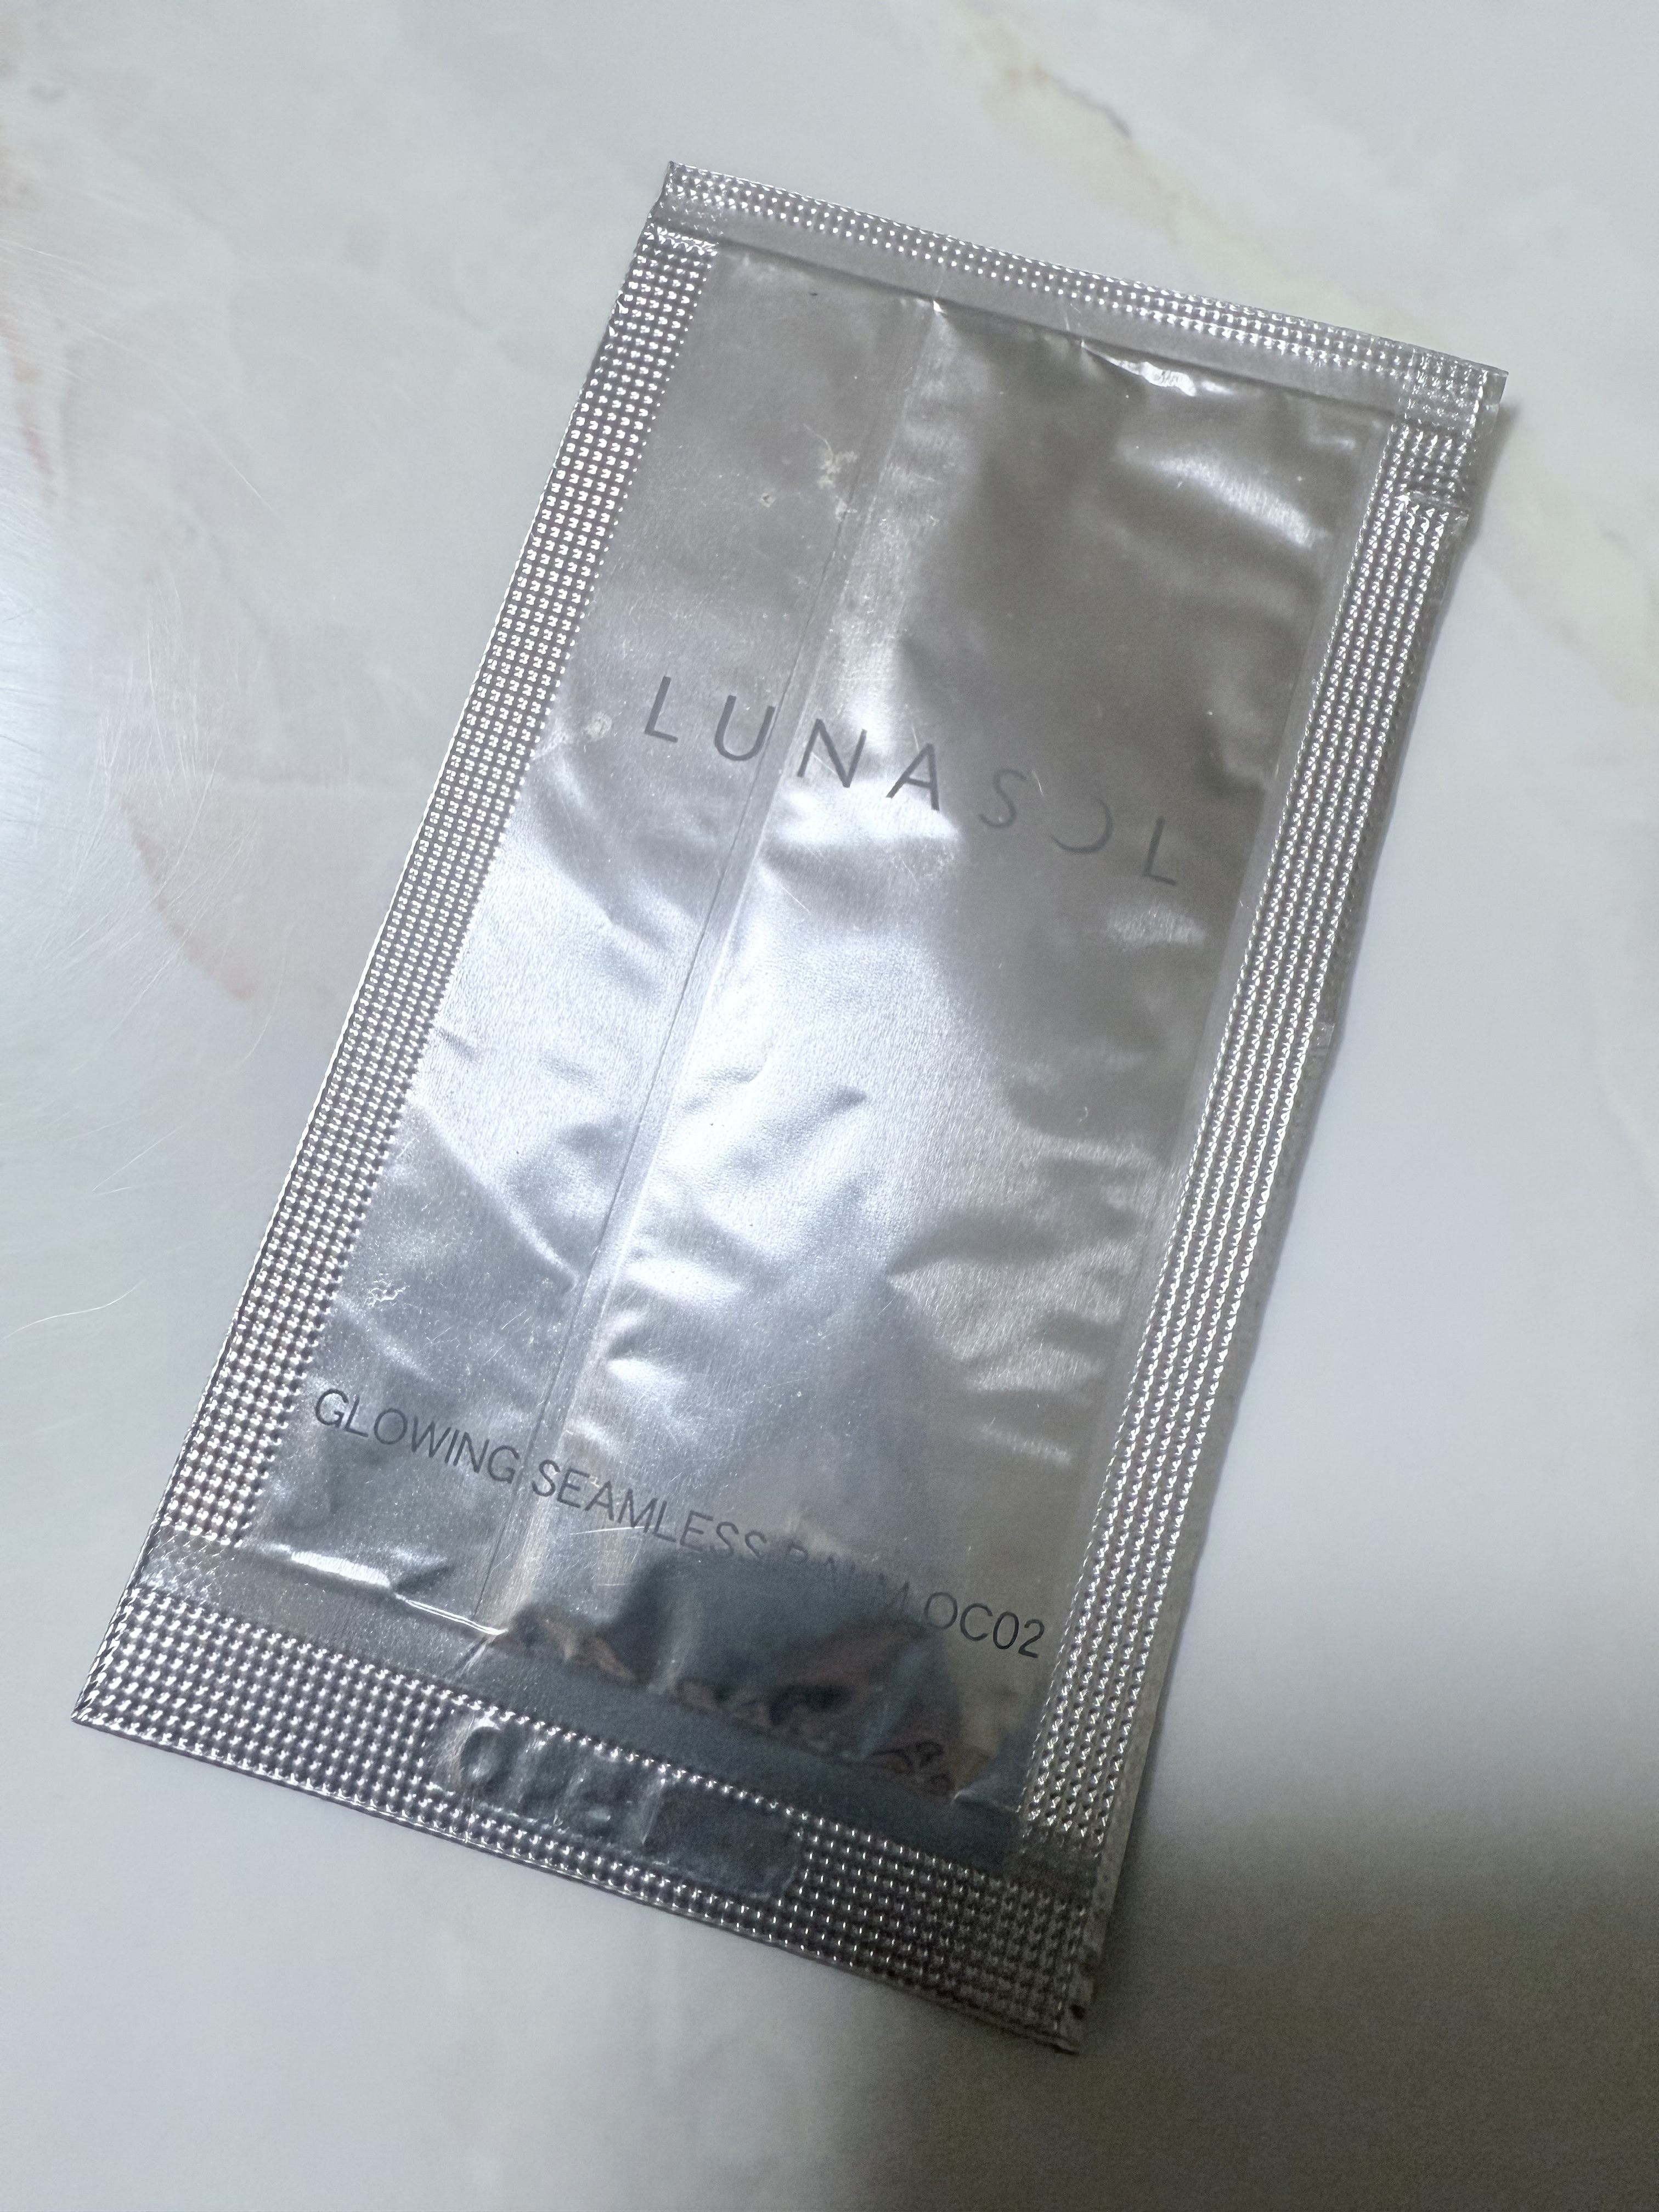 LUNASOL
GLOWING SEAMLESS BALM OC02